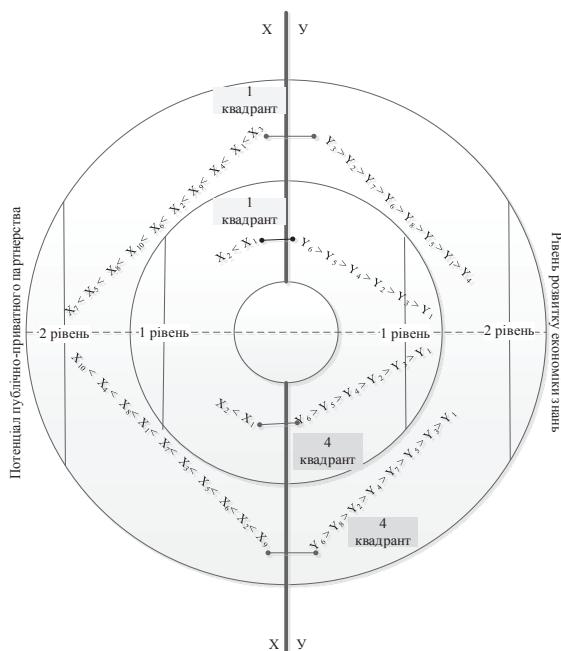 Х У
1
квадрант
X₇ < X₅ < X₈ < X₁₀ < X₆ < X₂ < X₉ < X₄ < X₁ < X₃
Y₃ > Y₂ > Y₇ > Y₆ > Y₈ > Y₅ > Y₁ > Y₄
1
квадрант
X₂ < X₁
Y₆ > Y₅ > Y₄ > Y₂ > Y₃ > Y₁
Потенціал публічно-приватного партнерства
2 рівень 1 рівень 1 рівень 2 рівень
Рівень розвитку економіки знань
X₂ < X₁
Y₆ > Y₅ > Y₄ > Y₂ > Y₃ > Y₁
4
квадрант
X₁₀ < X₄ < X₈ < X₁ < X₇ < X₃ < X₅ < X₆ < X₂ < X₉
Y₆ > Y₈ > Y₂ > Y₄ > Y₇ > Y₅ > Y₃ > Y₁
4
квадрант
Х У